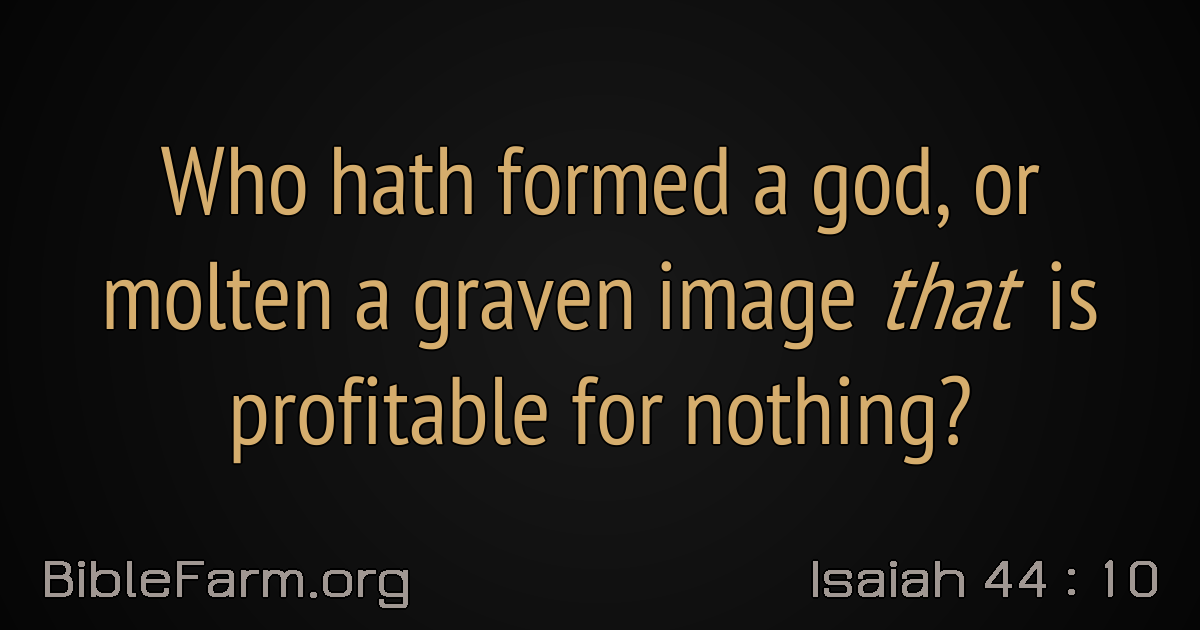 Who hath formed a god, or
molten a graven image that is
profitable for nothing?
BibleFarm.org
Isaiah 44 : 10